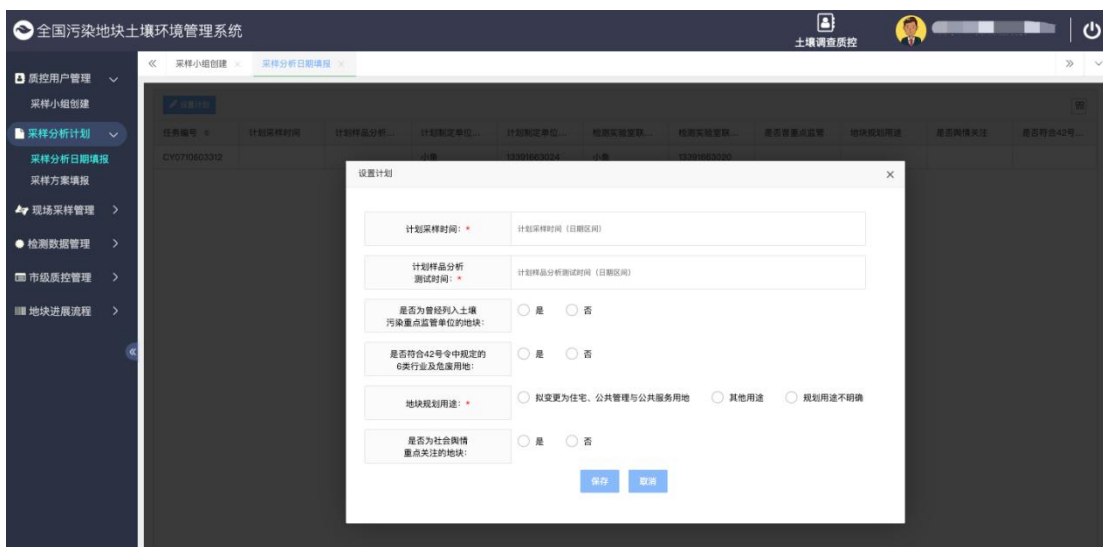 全国污染地块土壤环境管理系统
土壤调查质控
质控用户管理
采样小组创建
采样分析计划
采样分析日期填报
采样方案填报
现场采样管理
检测数据管理
市级质控管理
地块进展流程
采样小组创建
采样分析日期填报
设置计划
任务编号 计划采样时间 计划样品分析... 计划制定单位... 计划制定单位... 检测实验室联... 检测实验室联... 是否曾重点监管 地块规划用途 是否舆情关注 是否符合42号...
CY0710603312 小鱼 13391663024 小鱼 13391663020
设置计划
计划采样时间: * 计划采样时间（日期区间）
计划样品分析
测试时间: * 计划样品分析测试时间（日期区间）
是否为曾经列入土壤
污染重点监管单位的地块: 是 否
是否符合42号令中规定的
6类行业及危废用地: 是 否
地块规划用途: * 拟变更为住宅、公共管理与公共服务用地 其他用途 规划用途不明确
是否为社会舆情
重点关注的地块: 是 否
保存 取消